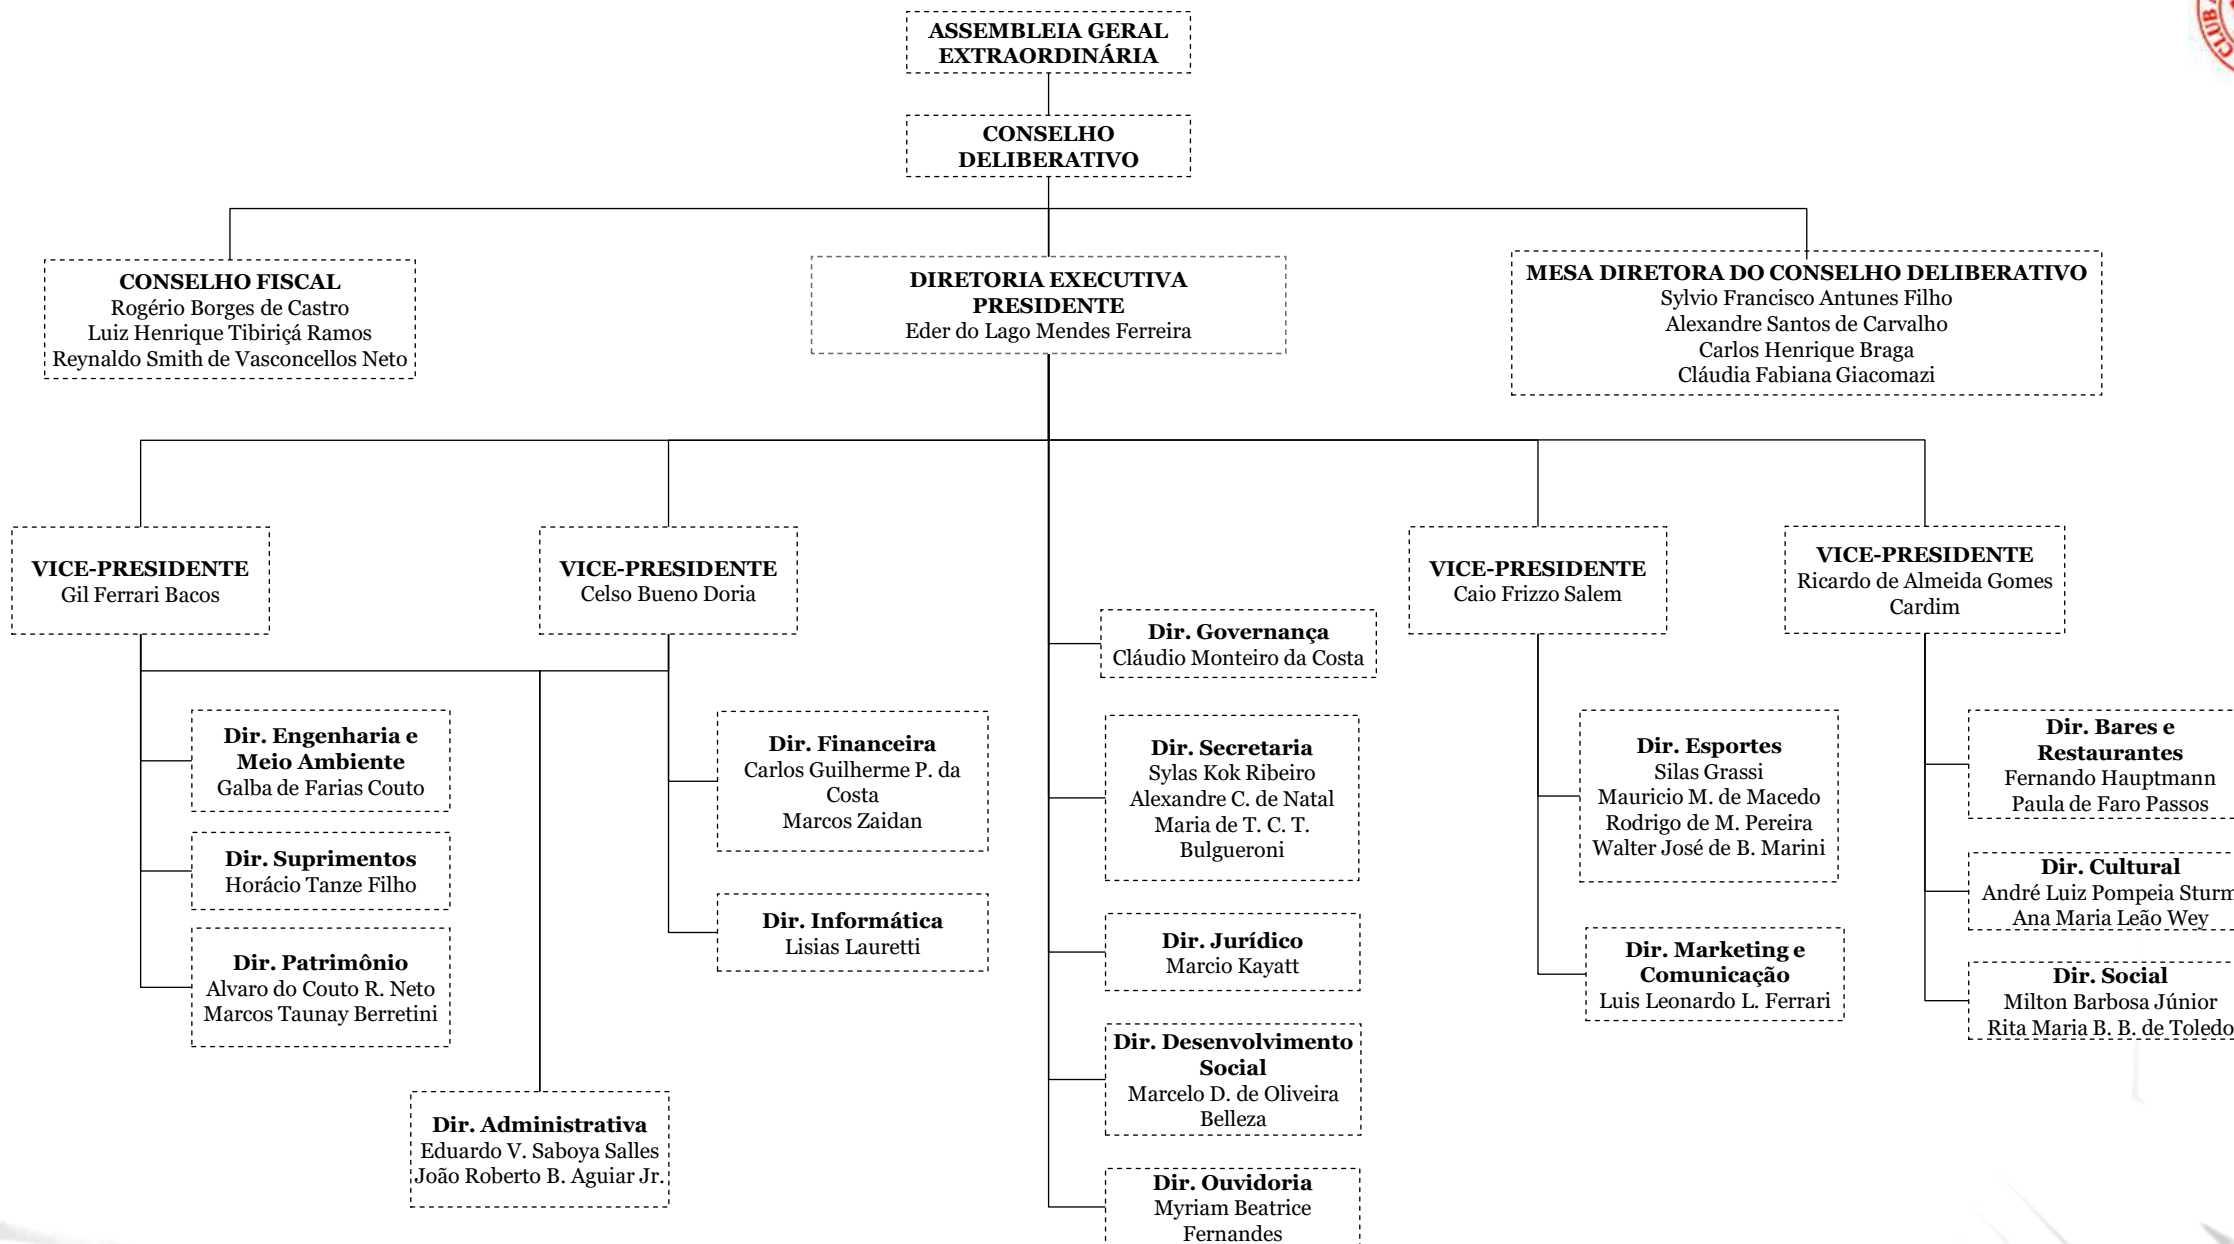 CLUB
ASSEMBLEIA GERAL
EXTRAORDINÁRIA
CONSELHO
DELIBERATIVO
CONSELHO FISCAL
Rogério Borges de Castro
Luiz Henrique Tibiriçá Ramos
Reynaldo Smith de Vasconcellos Neto
DIRETORIA EXECUTIVA
PRESIDENTE
Eder do Lago Mendes Ferreira
MESA DIRETORA DO CONSELHO DELIBERATIVO
Sylvio Francisco Antunes Filho
Alexandre Santos de Carvalho
Carlos Henrique Braga
Cláudia Fabiana Giacomazi
VICE-PRESIDENTE
Gil Ferrari Bacos
VICE-PRESIDENTE
Celso Bueno Doria
VICE-PRESIDENTE
Caio Frizzo Salem
VICE-PRESIDENTE
Ricardo de Almeida Gomes
Cardim
Dir. Engenharia e
Meio Ambiente
Galba de Farias Couto
Dir. Suprimentos
Horácio Tanze Filho
Dir. Patrimônio
Alvaro do Couto R. Neto
Marcos Taunay Berretini
Dir. Administrativa
Eduardo V. Saboya Salles
João Roberto B. Aguiar Jr.
Dir. Financeira
Carlos Guilherme P. da
Costa
Marcos Zaidan
Dir. Informática
Lisias Lauretti
Dir. Governança
Cláudio Monteiro da Costa
Dir. Secretaria
Sylas Kok Ribeiro
Alexandre C. de Natal
Maria de T. C. T.
Bulgueroni
Dir. Jurídico
Marcio Kayatt
Dir. Desenvolvimento
Social
Marcelo D. de Oliveira
Belleza
Dir. Ouvidoria
Myriam Beatrice
Fernandes
Dir. Esportes
Silas Grassi
Mauricio M. de Macedo
Rodrigo de M. Pereira
Walter José de B. Marini
Dir. Marketing e
Comunicação
Luis Leonardo L. Ferrari
Dir. Bares e
Restaurantes
Fernando Hauptmann
Paula de Faro Passos
Dir. Cultural
André Luiz Pompeia Sturm
Ana Maria Leão Wey
Dir. Social
Milton Barbosa Júnior
Rita Maria B. B. de Toledo